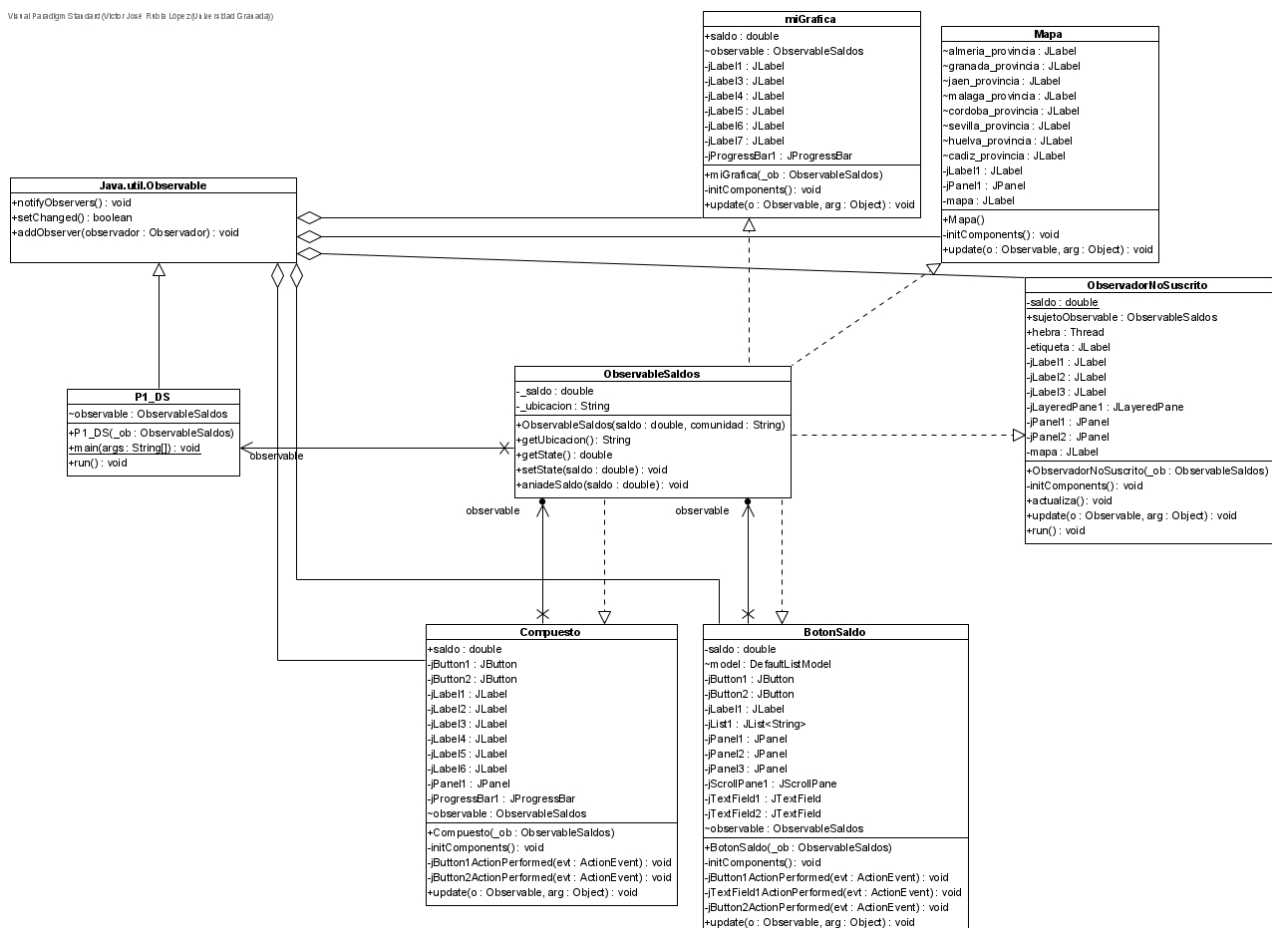 Visual Paradigm Standard(Víctor José Rubia López(Universidad Granada))
miGrafica
+saldo : double
~observable : ObservableSaldos
-jLabel1 : JLabel
-jLabel3 : JLabel
-jLabel4 : JLabel
-jLabel5 : JLabel
-jLabel6 : JLabel
-jLabel7 : JLabel
-jProgressBar1 : JProgressBar
+miGrafica(_ob : ObservableSaldos)
-initComponents() : void
+update(o : Observable, arg : Object) : void
Mapa
~almeria_provincia : JLabel
~granada_provincia : JLabel
~jaen_provincia : JLabel
~malaga_provincia : JLabel
~cordoba_provincia : JLabel
~sevilla_provincia : JLabel
~huelva_provincia : JLabel
~cadiz_provincia : JLabel
-jLabel1 : JLabel
-jPanel1 : JPanel
-mapa : JLabel
+Mapa()
-initComponents() : void
+update(o : Observable, arg : Object) : void
Java.util.Observable
+notifyObservers() : void
+setChanged() : boolean
+addObserver(observador : Observador) : void
ObservadorNoSuscrito
-saldo : double
+sujetoObservable : ObservableSaldos
+hebra : Thread
-etiqueta : JLabel
-jLabel1 : JLabel
-jLabel2 : JLabel
-jLabel3 : JLabel
-jLayeredPane1 : JLayeredPane
-jPanel1 : JPanel
-jPanel2 : JPanel
-mapa : JLabel
+ObservadorNoSuscrito(_ob : ObservableSaldos)
-initComponents() : void
+actualiza() : void
+update(o : Observable, arg : Object) : void
+run() : void
ObservableSaldos
-_saldo : double
-_ubicacion : String
+ObservableSaldos(saldo : double, comunidad : String)
+getUbicacion() : String
+getState() : double
+setState(saldo : double) : void
+aniadeSaldo(saldo : double) : void
P1_DS
~observable : ObservableSaldos
+P1_DS(_ob : ObservableSaldos)
+main(args : String[]) : void
+run() : void
observable
observable
observable
Compuesto
+saldo : double
-jButton1 : JButton
-jButton2 : JButton
-jLabel1 : JLabel
-jLabel2 : JLabel
-jLabel3 : JLabel
-jLabel4 : JLabel
-jLabel5 : JLabel
-jLabel6 : JLabel
-jPanel1 : JPanel
-jProgressBar1 : JProgressBar
~observable : ObservableSaldos
+Compuesto(_ob : ObservableSaldos)
-initComponents() : void
-jButton1ActionPerformed(evt : ActionEvent) : void
-jButton2ActionPerformed(evt : ActionEvent) : void
+update(o : Observable, arg : Object) : void
BotonSaldo
-saldo : double
~model : DefaultListModel
-jButton1 : JButton
-jButton2 : JButton
-jLabel1 : JLabel
-jList1 : JList<String>
-jPanel1 : JPanel
-jPanel2 : JPanel
-jPanel3 : JPanel
-jScrollPane1 : JScrollPane
-jTextField1 : JTextField
-jTextField2 : JTextField
~observable : ObservableSaldos
+BotonSaldo(_ob : ObservableSaldos)
-initComponents() : void
-jButton1ActionPerformed(evt : ActionEvent) : void
-jTextField1ActionPerformed(evt : ActionEvent) : void
-jButton2ActionPerformed(evt : ActionEvent) : void
+update(o : Observable, arg : Object) : void